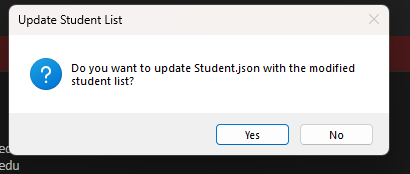 Update Student List
Do you want to update Student.json with the modified
student list?
Yes
No
edu